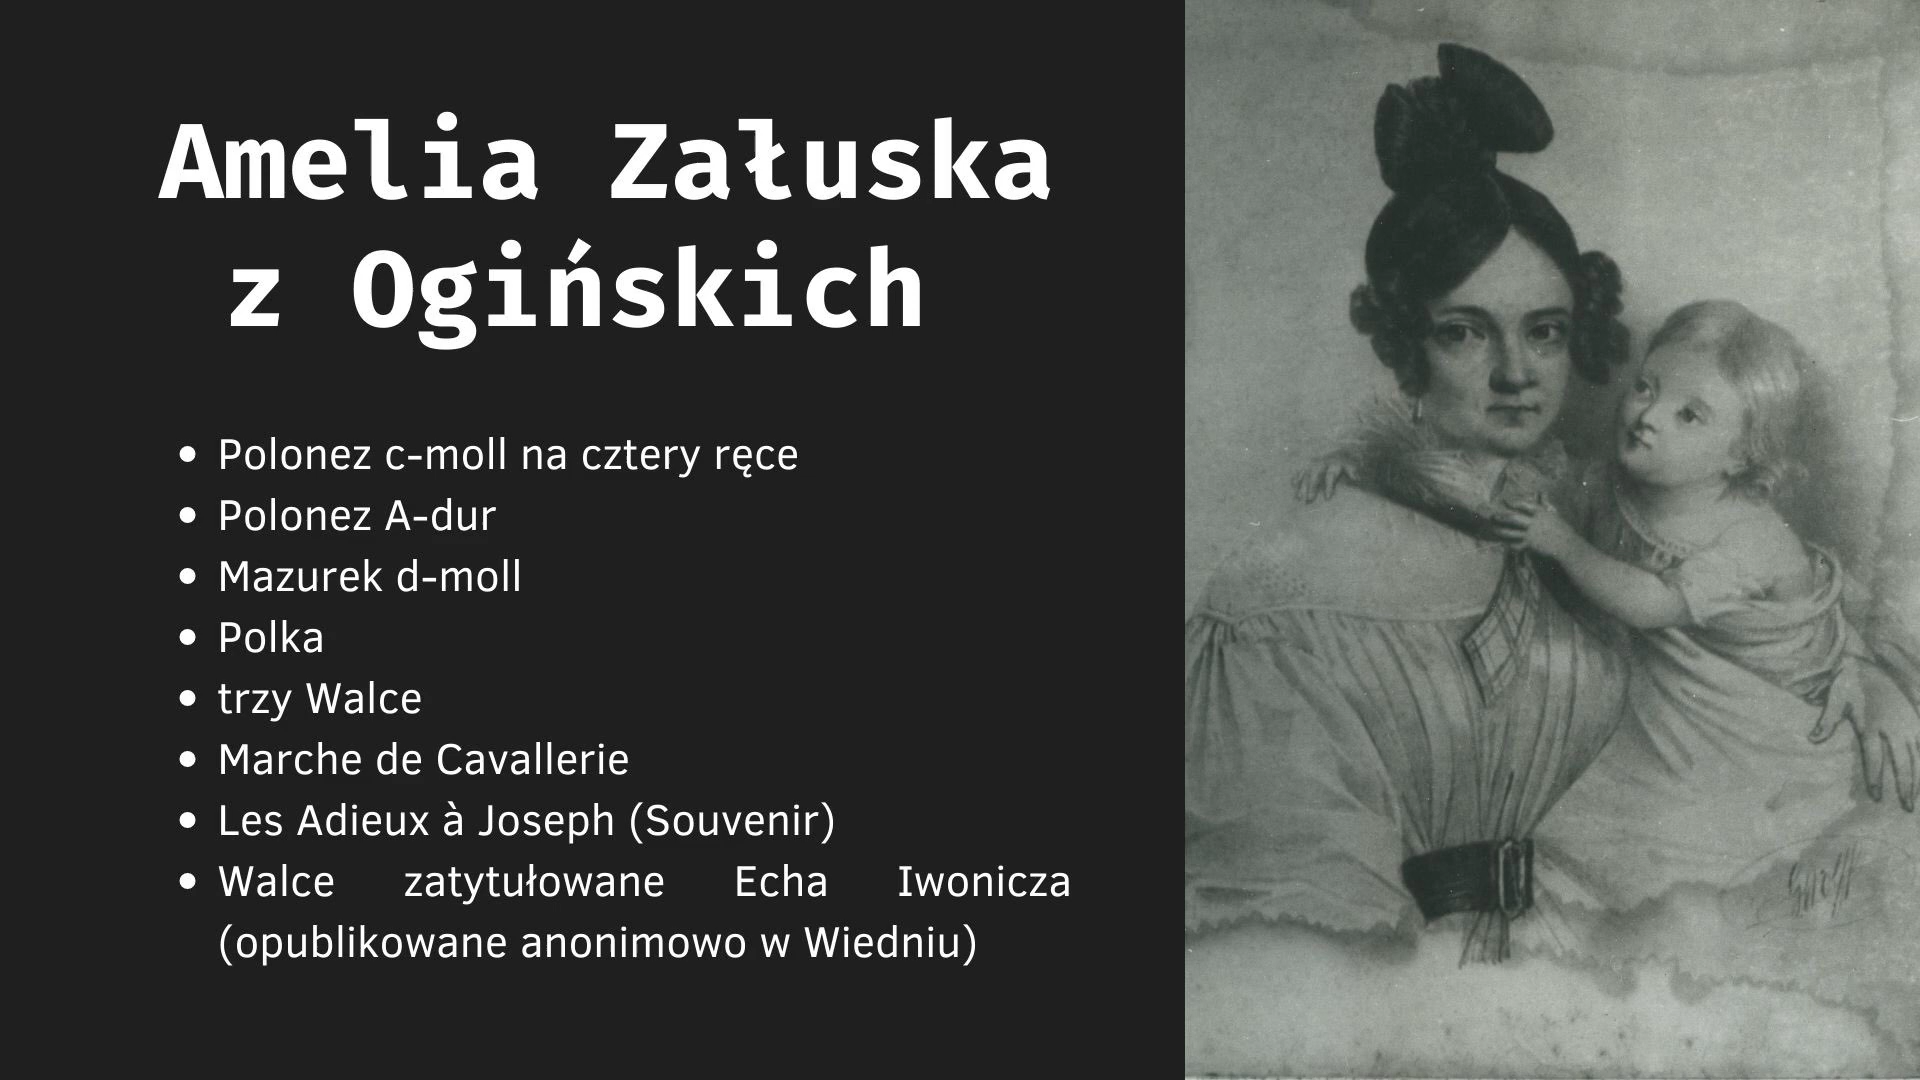 Amelia Załuska
z Ogińskich
• Polonez c-moll na cztery ręce
• Polonez A-dur
• Mazurek d-moll
• Polka
• trzy Walce
• Marche de Cavallerie
• Les Adieux à Joseph (Souvenir)
• Walce zatytułowane Echa Iwonicza
(opublikowane anonimowo w Wiedniu)